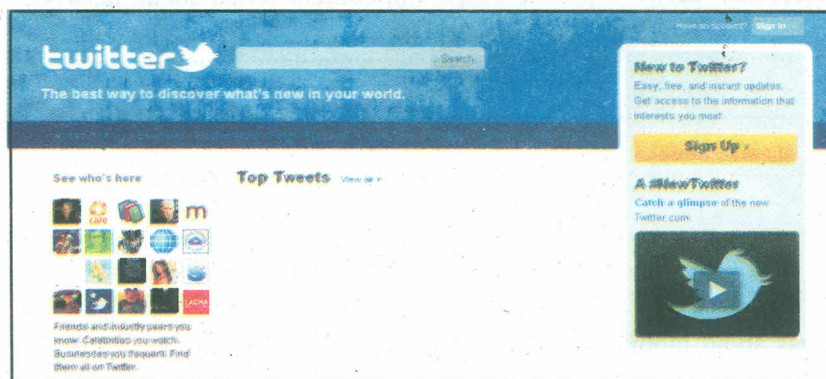 Have an account? Sign in
twitter
Search
The best way to discover what's new in your world.
New to Twitter?
Easy, free, and instant updates.
Get access to the information that
interests you most.
Sign Up ›
See who's here
Top Tweets View all
A #NewTwitter
Catch a glimpse of the new
Twitter.com.
care
m
LACMA
Friends and industry peers you
know. Celebrities you watch.
Businesses you frequent. Find
them all on Twitter.